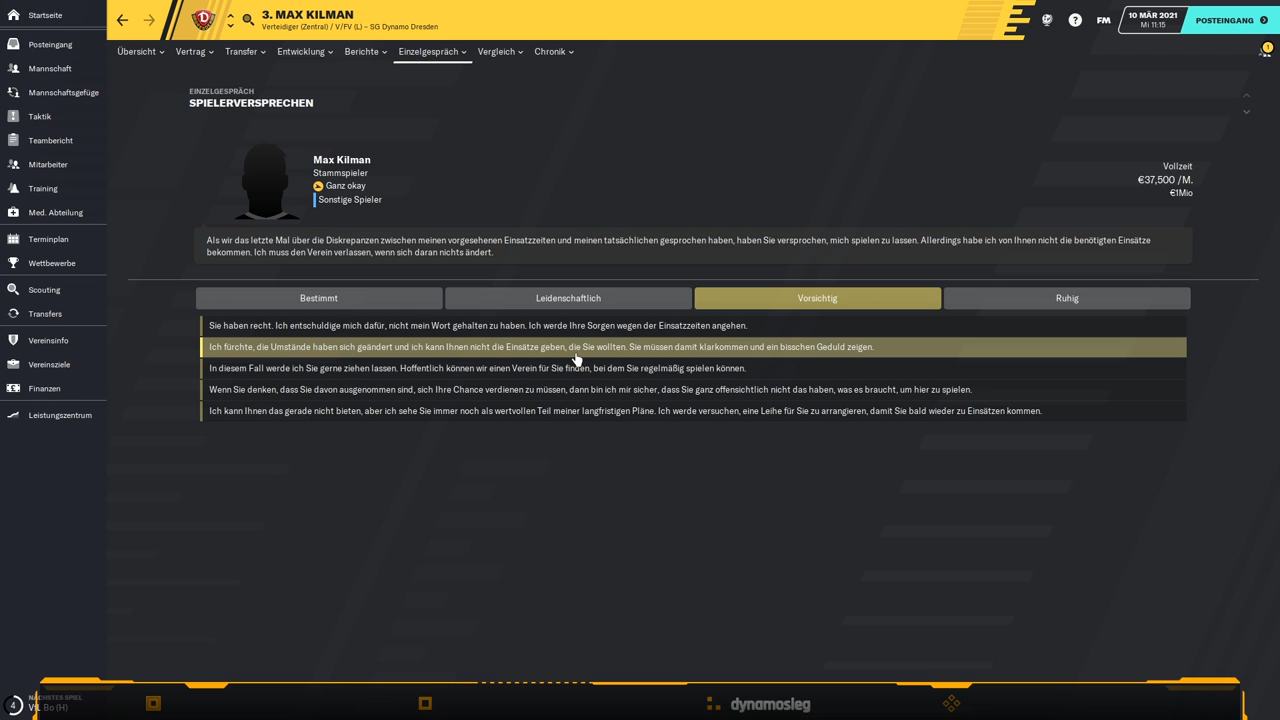 Startseite
Posteingang
Mannschaft
Mannschaftsgefüge
Taktik
Teambericht
Mitarbeiter
Training
Med. Abteilung
Terminplan
Wettbewerbe
Scouting
Transfers
Vereinsinfo
Vereinsziele
Finanzen
Leistungszentrum
NÄCHSTES SPIEL
VfL Bo (H)
4
3. MAX KILMAN
Verteidiger (Zentral) / V/FV (L) – SG Dynamo Dresden
D
FM
10 MÄR 2021
Mi 11:15
POSTEINGANG
1
Übersicht Vertrag Transfer Entwicklung Berichte Einzelgespräch Vergleich Chronik
EINZELGESPRÄCH
SPIELERVERSPRECHEN
Max Kilman
Stammspieler
Ganz okay
Sonstige Spieler
Vollzeit
€37,500 /M.
€1Mio
Als wir das letzte Mal über die Diskrepanzen zwischen meinen vorgesehenen Einsatzzeiten und meinen tatsächlichen gesprochen haben, haben Sie versprochen, mich spielen zu lassen. Allerdings habe ich von Ihnen nicht die benötigten Einsätze
bekommen. Ich muss den Verein verlassen, wenn sich daran nichts ändert.
Bestimmt Leidenschaftlich Vorsichtig Ruhig
Sie haben recht. Ich entschuldige mich dafür, nicht mein Wort gehalten zu haben. Ich werde Ihre Sorgen wegen der Einsatzzeiten angehen.
Ich fürchte, die Umstände haben sich geändert und ich kann Ihnen nicht die Einsätze geben, die Sie wollten. Sie müssen damit klarkommen und ein bisschen Geduld zeigen.
In diesem Fall werde ich Sie gerne ziehen lassen. Hoffentlich können wir einen Verein für Sie finden, bei dem Sie regelmäßig spielen können.
Wenn Sie denken, dass Sie davon ausgenommen sind, sich Ihre Chance verdienen zu müssen, dann bin ich mir sicher, dass Sie ganz offensichtlich nicht das haben, was es braucht, um hier zu spielen.
Ich kann Ihnen das gerade nicht bieten, aber ich sehe Sie immer noch als wertvollen Teil meiner langfristigen Pläne. Ich werde versuchen, eine Leihe für Sie zu arrangieren, damit Sie bald wieder zu Einsätzen kommen.
dynamosieg